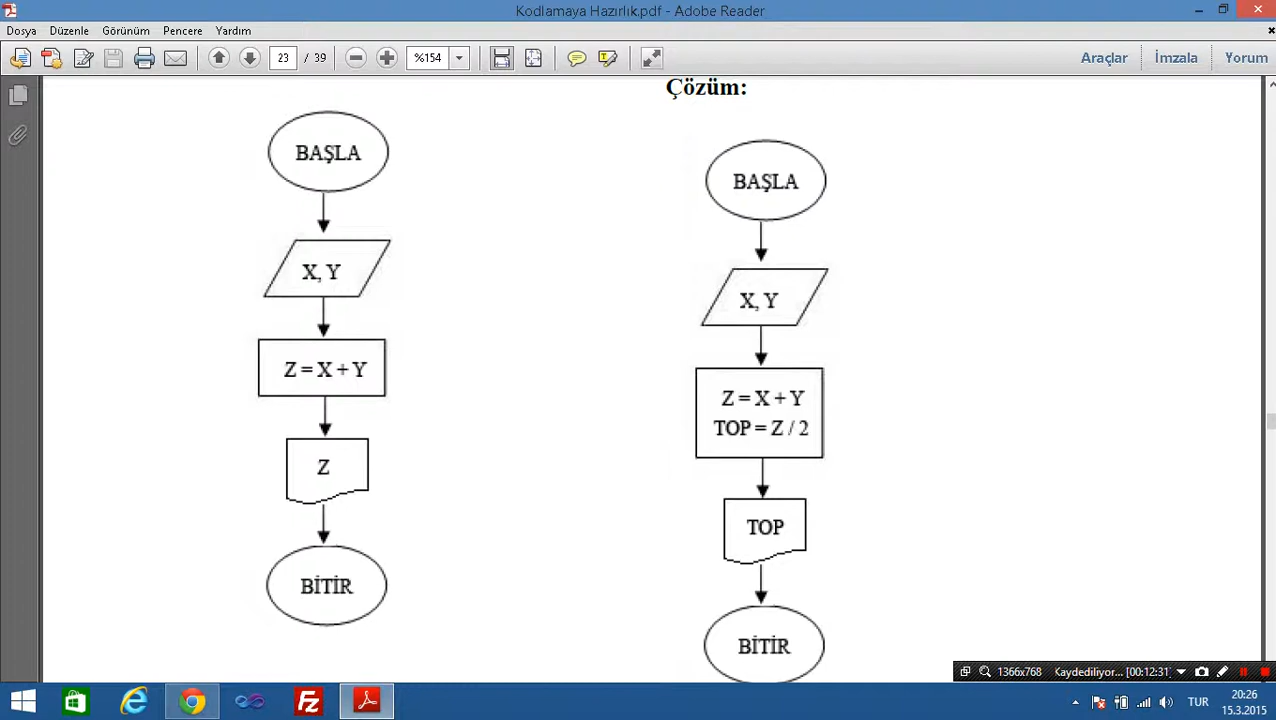 Kodlamaya Hazırlık.pdf - Adobe Reader
Dosya Düzenle Görünüm Pencere Yardım
23 / 39 %154 Araçlar İmzala Yorum
Çözüm:
BAŞLA
X, Y
Z = X + Y
Z
BİTİR
BAŞLA
X, Y
Z = X + Y
TOP = Z / 2
TOP
BİTİR
1366x768 Kaydediliyor... [00:12:31]
TUR
20:26
15.3.2015